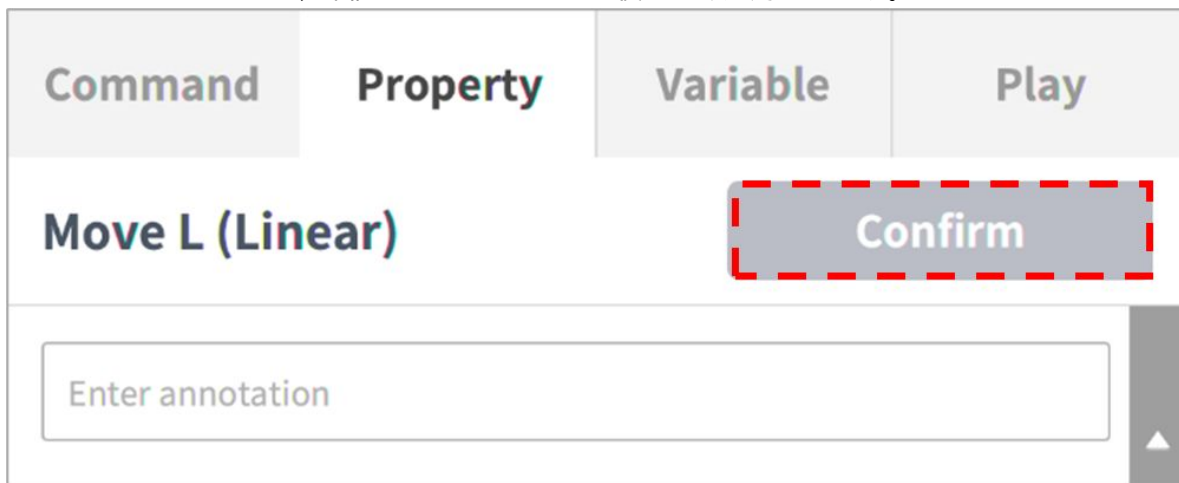 Command Property Variable Play
Move L (Linear) Confirm
Enter annotation